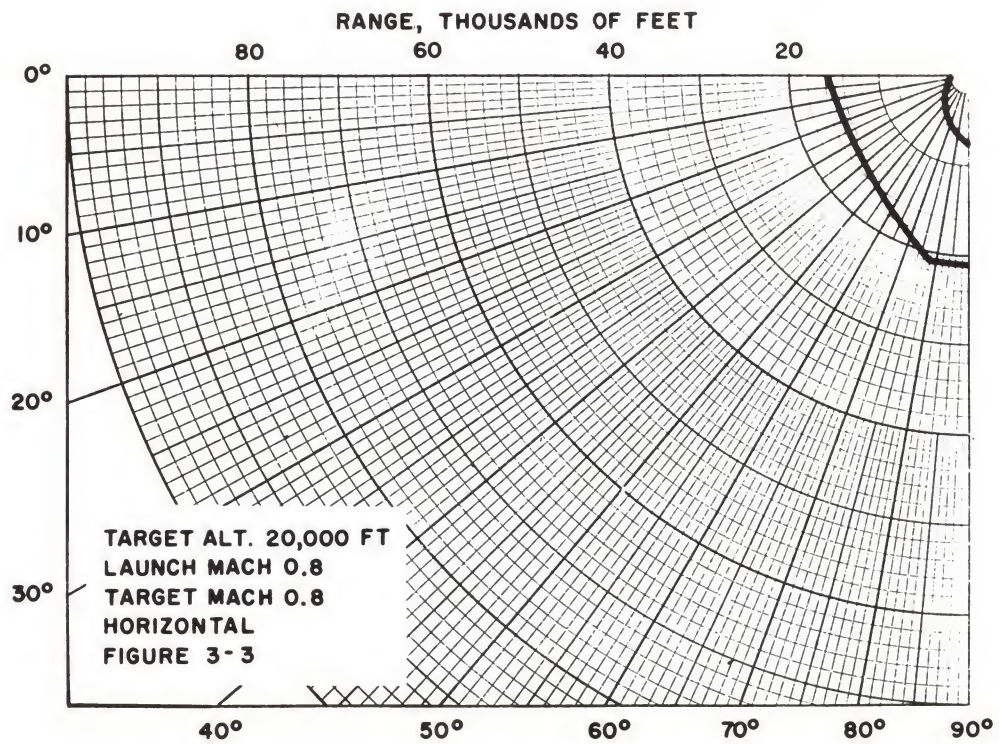 RANGE, THOUSANDS OF FEET
80 60 40 20
0°
10°
20°
30°
TARGET ALT. 20,000 FT
LAUNCH MACH 0.8
TARGET MACH 0.8
HORIZONTAL
FIGURE 3-3
40° 50° 60° 70° 80° 90°